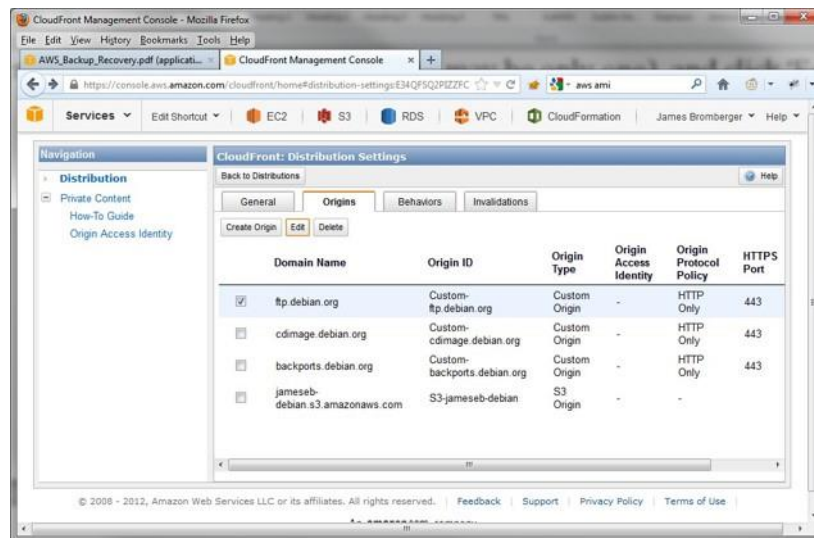 CloudFront Management Console - Mozilla Firefox
File Edit View History Bookmarks Tools Help
AWS_Backup_Recovery.pdf (applicati... CloudFront Management Console × +
https://console.aws.amazon.com/cloudfront/home#distribution-settings:E34QFSQ2PIZZFC aws ami
Services Edit Shortcut EC2 S3 RDS VPC CloudFormation James Bromberger Help
Navigation
Distribution
Private Content
How-To Guide
Origin Access Identity
CloudFront: Distribution Settings
Back to Distributions Help
General Origins Behaviors Invalidations
Create Origin Edit Delete
Domain Name Origin ID Origin Type Origin Access Identity Origin Protocol Policy HTTPS Port
ftp.debian.org Custom-ftp.debian.org Custom Origin - HTTP Only 443
cdimage.debian.org Custom-cdimage.debian.org Custom Origin - HTTP Only 443
backports.debian.org Custom-backports.debian.org Custom Origin - HTTP Only 443
jameseb-debian.s3.amazonaws.com S3-jameseb-debian S3 Origin - -
© 2008 - 2012, Amazon Web Services LLC or its affiliates. All rights reserved. Feedback Support Privacy Policy Terms of Use